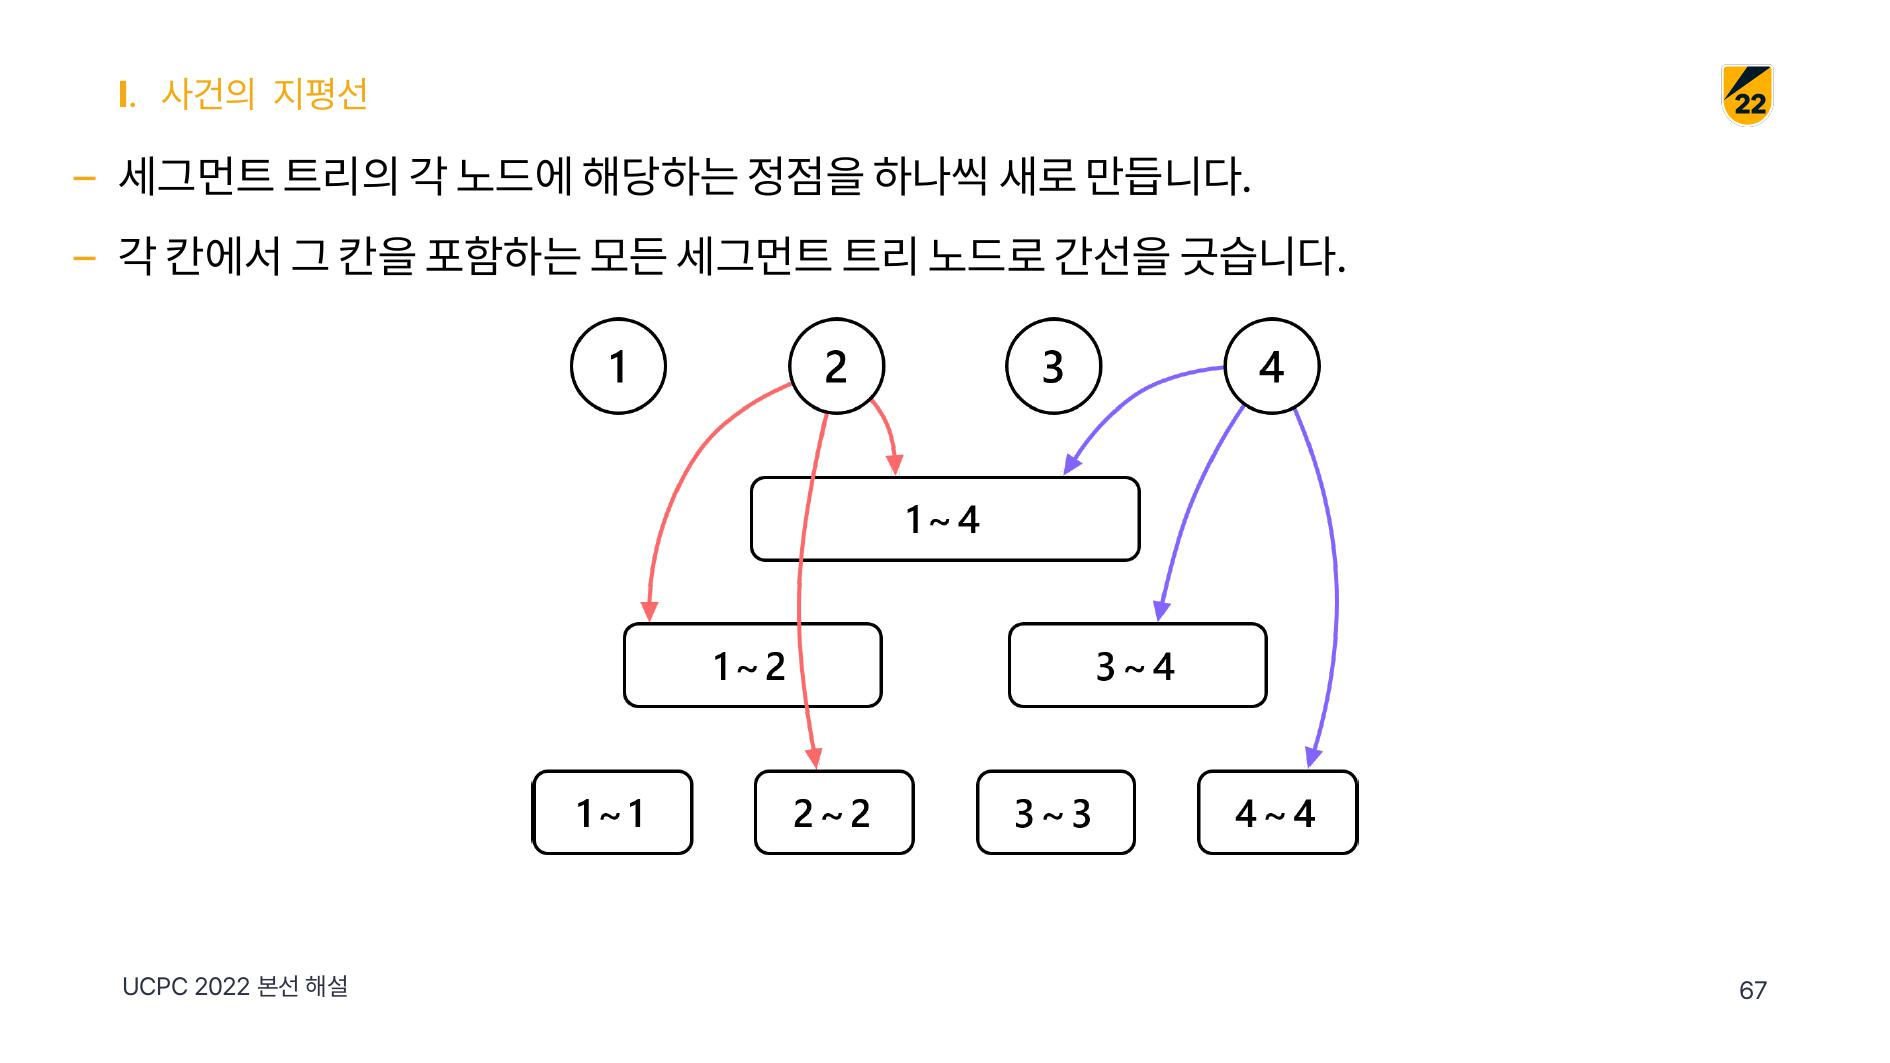 I. 사건의 지평선
22
– 세그먼트 트리의 각 노드에 해당하는 정점을 하나씩 새로 만듭니다.
– 각 칸에서 그 칸을 포함하는 모든 세그먼트 트리 노드로 간선을 긋습니다.
1 2 3 4
1 ~ 4
1 ~ 2 3 ~ 4
1 ~ 1 2 ~ 2 3 ~ 3 4 ~ 4
UCPC 2022 본선 해설
67